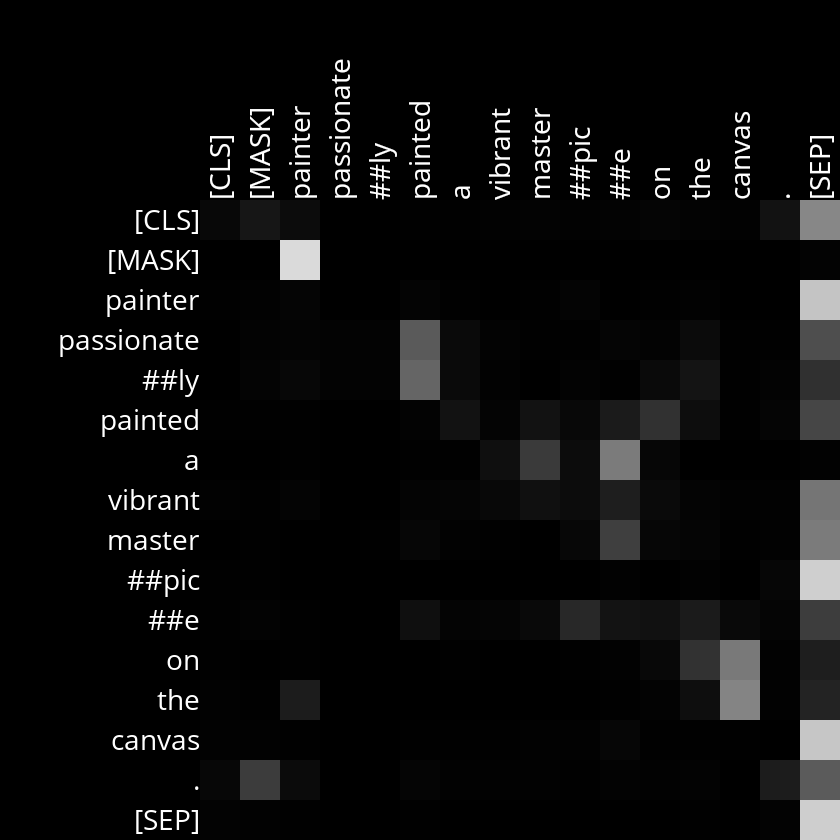 [CLS] [MASK] painter passionate ##ly painted a vibrant master ##pic ##e on the canvas . [SEP]
[CLS]
[MASK]
painter
passionate
##ly
painted
a
vibrant
master
##pic
##e
on
the
canvas
.
[SEP]